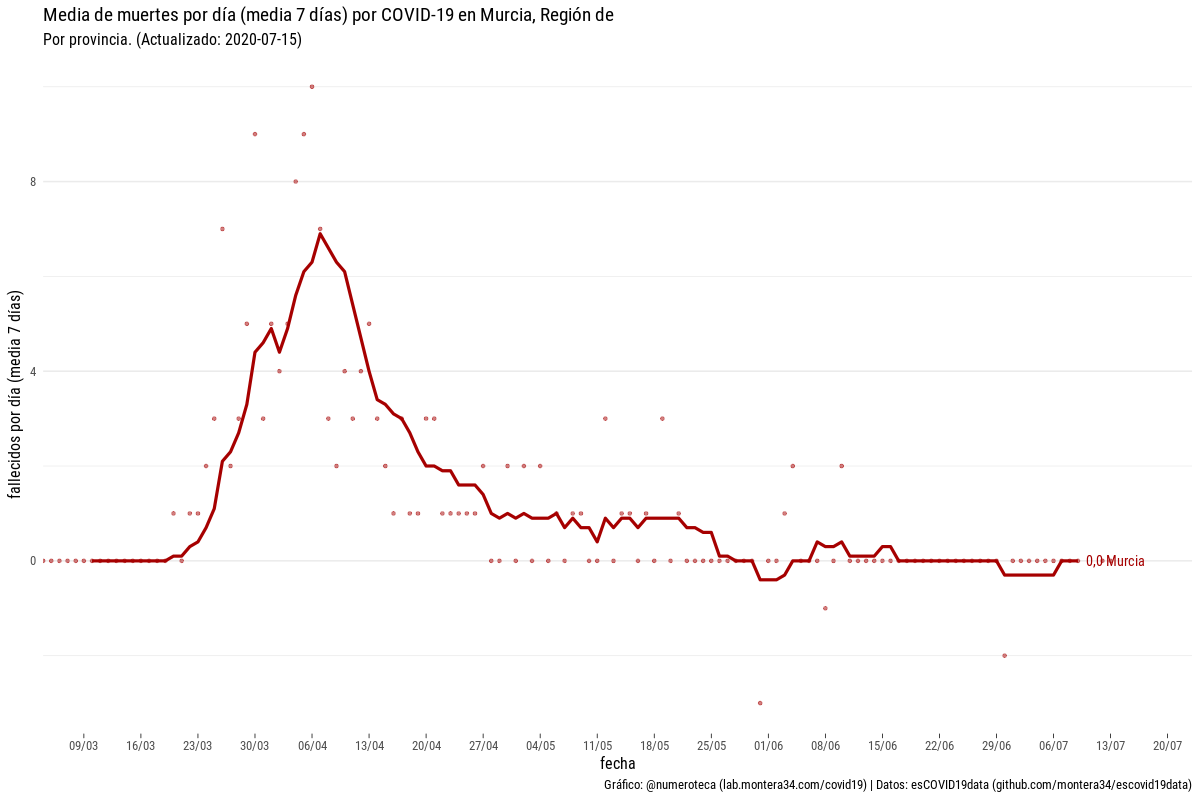 Media de muertes por día (media 7 días) por COVID-19 en Murcia, Región de
Por provincia. (Actualizado: 2020-07-15)
fallecidos por día (media 7 días)
8
4
0
0,0 Murcia
09/03 16/03 23/03 30/03 06/04 13/04 20/04 27/04 04/05 11/05 18/05 25/05 01/06 08/06 15/06 22/06 29/06 06/07 13/07 20/07
fecha
Gráfico: @numeroteca (lab.montera34.com/covid19) | Datos: esCOVID19data (github.com/montera34/escovid19data)